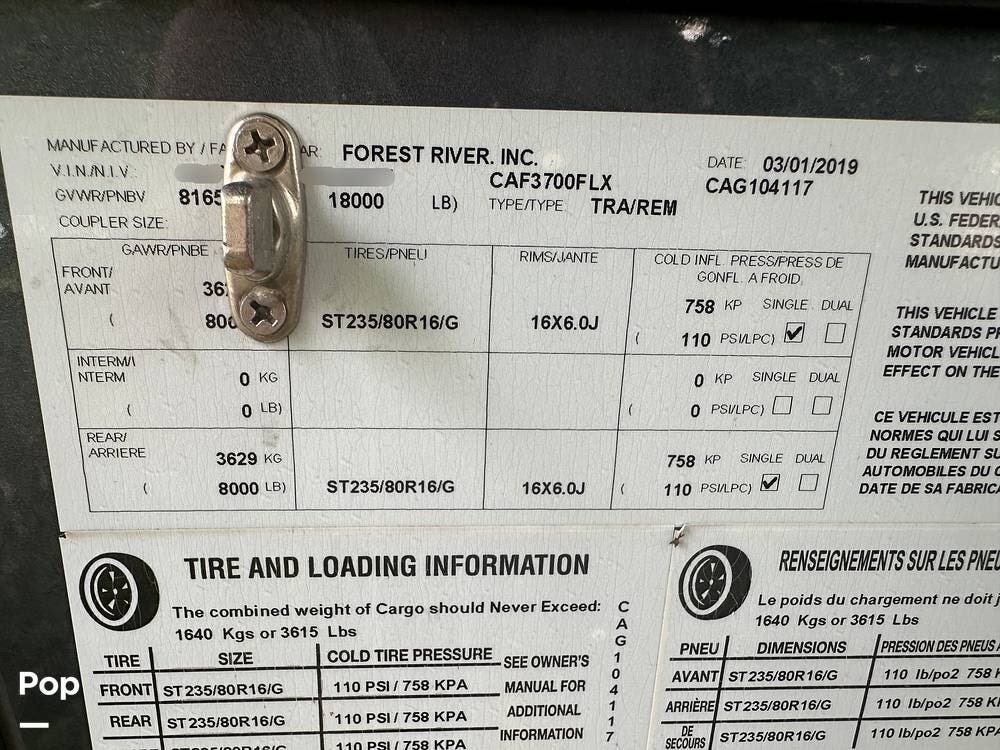 MANUFACTURED BY / FA AR: FOREST RIVER. INC. DATE: 03/01/2019
V.I.N./N.I.V.: CAF3700FLX CAG104117
GVWR/PNBV 8165 18000 LB) TYPE/TYPE: TRA/REM
COUPLER SIZE:
GAWR/PNBE TIRES/PNEU RIMS/JANTE COLD INFL. PRESS/PRESS DE
GONFL. A FROID
FRONT/
AVANT 36 758 KP SINGLE DUAL
( 800 ST235/80R16/G 16X6.0J ( 110 PSI/LPC)
INTERM/I
NTERM 0 KG 0 KP SINGLE DUAL
( 0 LB) ( 0 PSI/LPC)
REAR/
ARRIERE 3629 KG 758 KP SINGLE DUAL
( 8000 LB) ST235/80R16/G 16X6.0J ( 110 PSI/LPC)
THIS VEHIC
U.S. FEDER
STANDARDS
MANUFACTU
THIS VEHICLE
STANDARDS PR
MOTOR VEHICL
EFFECT ON THE
CE VEHICULE EST
NORMES QUI LUI S
DU REGLEMENT SU
AUTOMOBILES DU C
DATE DE SA FABRICA
TIRE AND LOADING INFORMATION
The combined weight of Cargo should Never Exceed:
1640 Kgs or 3615 Lbs
TIRE SIZE COLD TIRE PRESSURE
FRONT ST235/80R16/G 110 PSI / 758 KPA
REAR ST235/80R16/G 110 PSI / 758 KPA
ST235/80R16/G 110 PSI / 758 KPA
SEE OWNER'S
MANUAL FOR
ADDITIONAL
INFORMATION
CAG104117
RENSEIGNEMENTS SUR LES PNEU
Le poids du chargement ne doit j
1640 Kgs or 3615 Lbs
PNEU DIMENSIONS PRESSION DES PNEUS A
AVANT ST235/80R16/G 110 lb/po2 758 K
ARRIÈRE ST235/80R16/G 110 lb/po2 758 K
DE
SECOURS ST235/80R16/G 110 lb/po2 758 KPA
Pop